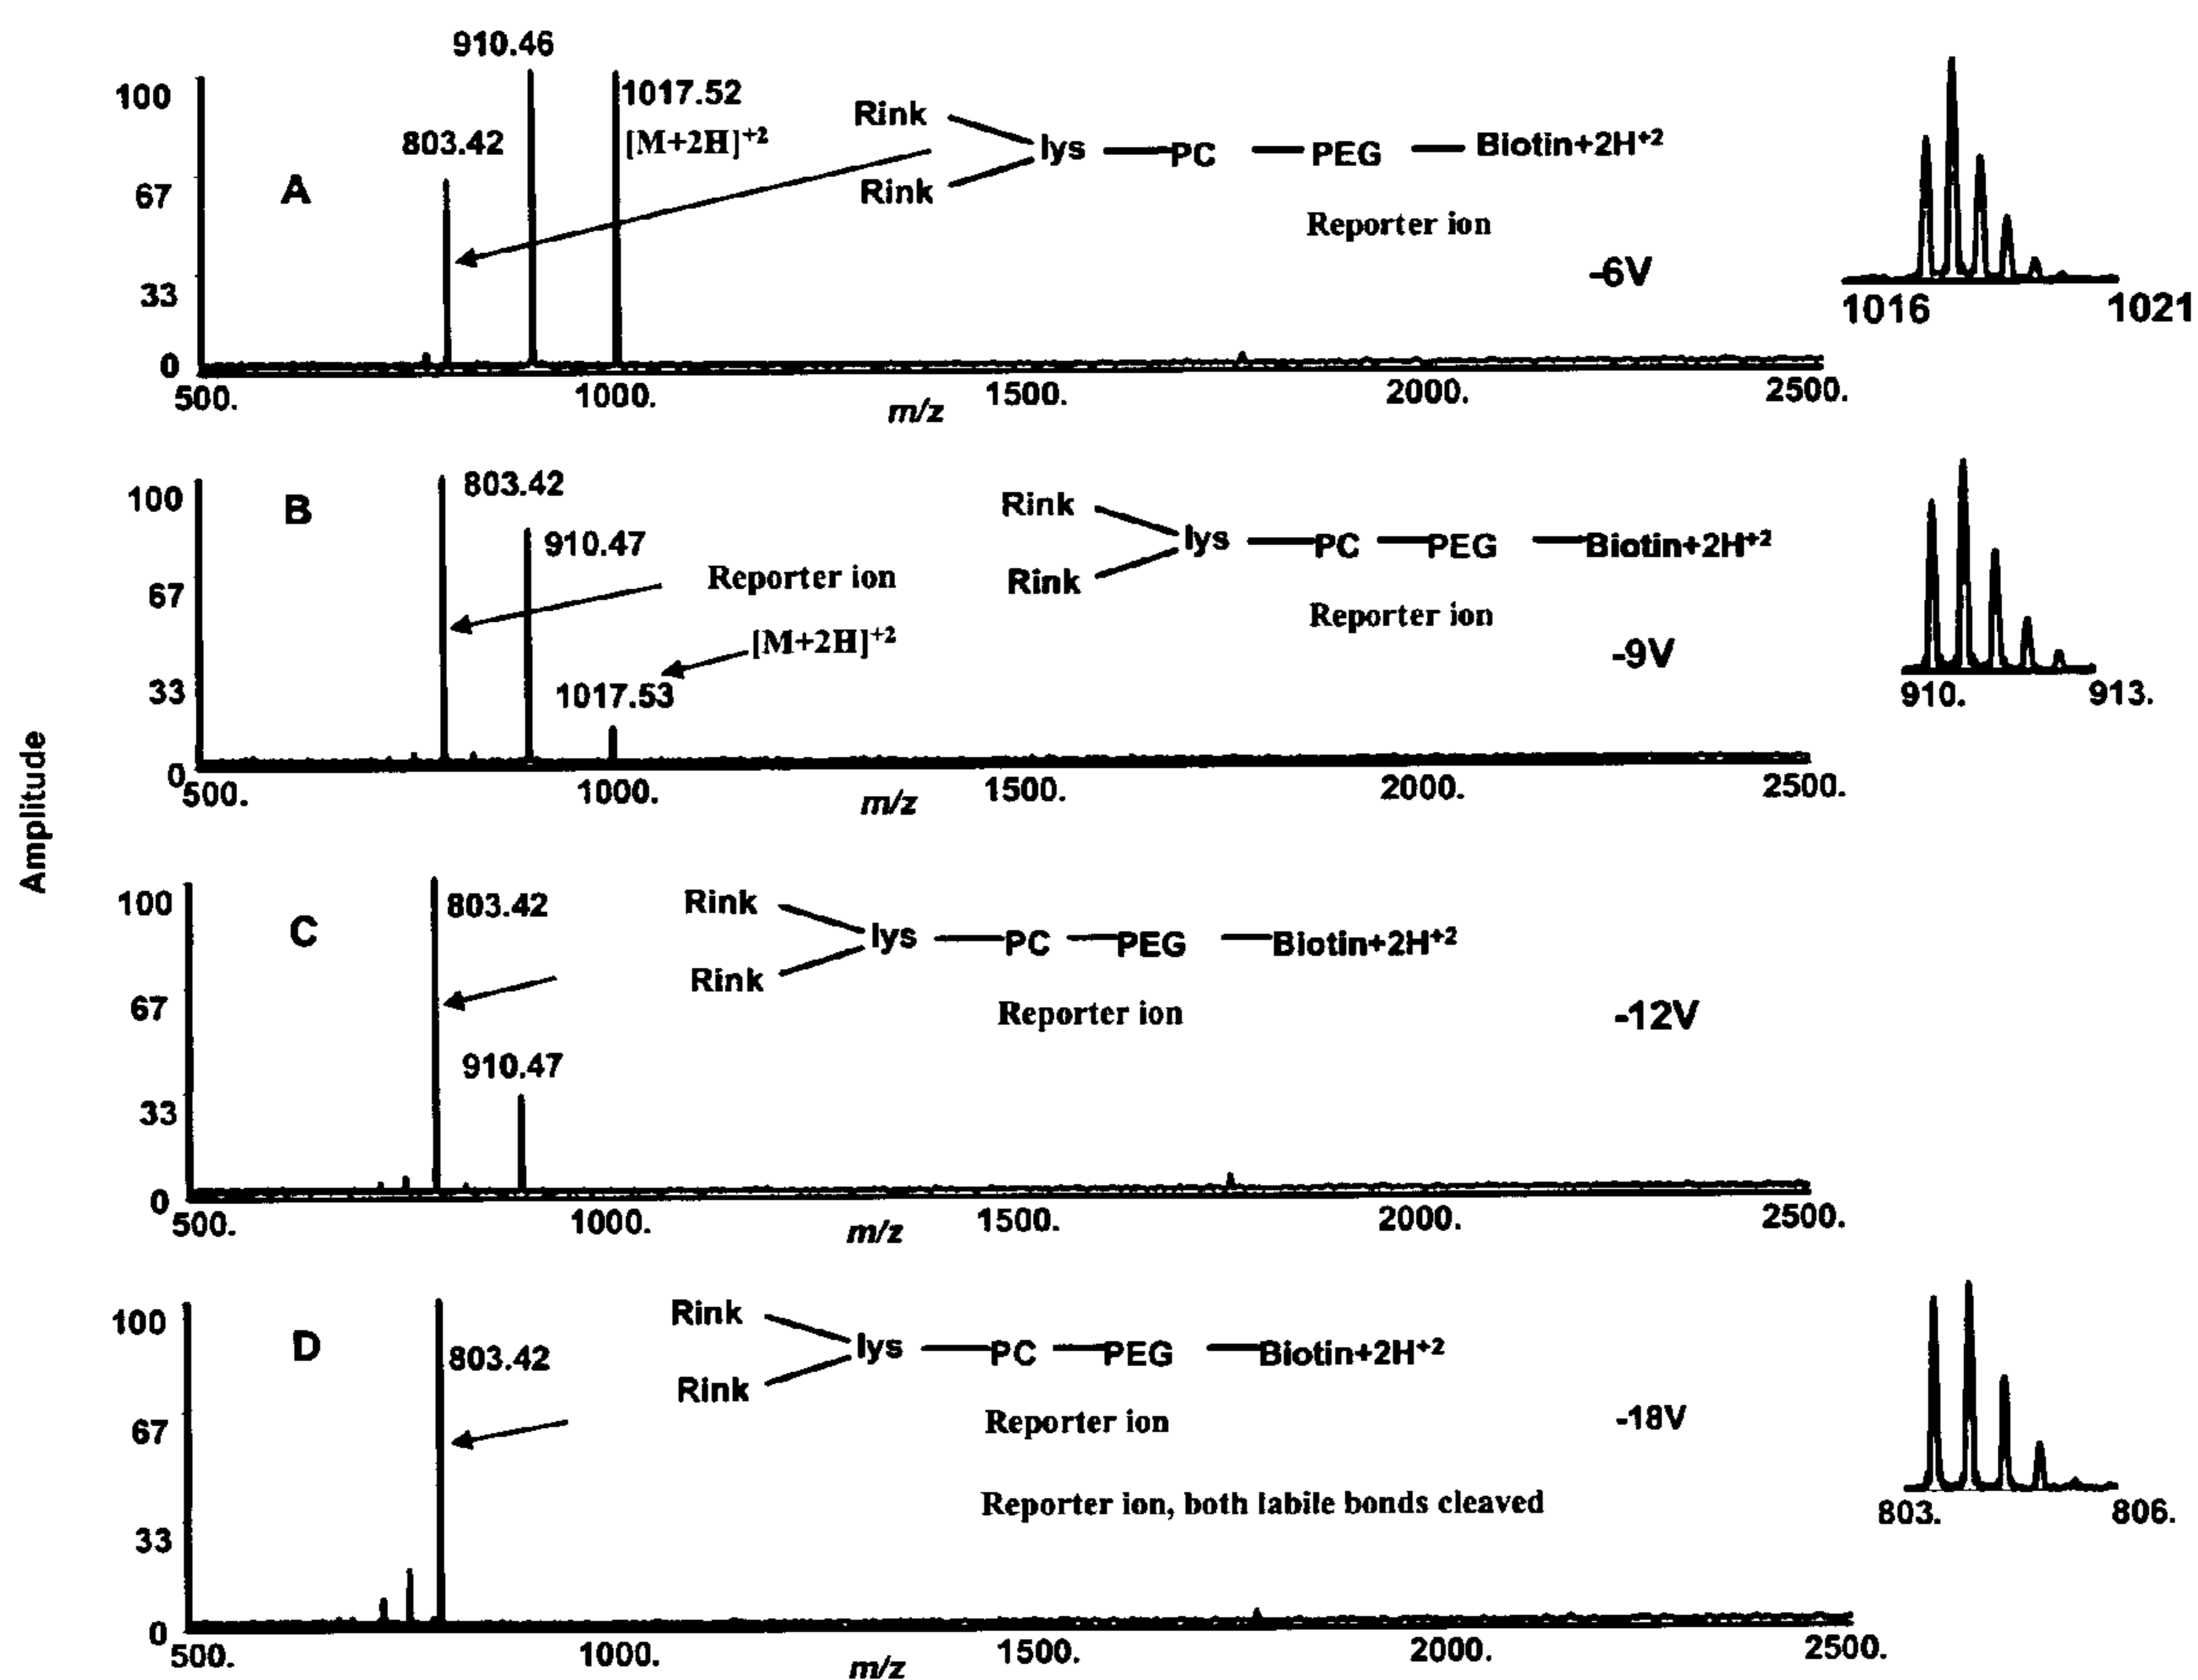 Amplitude
910.46
100
1017.52
803.42
[M+2H]+2
Rink
lys
PC
PEG
Biotin+2H+2
Rink
67
A
Reporter ion
-6V
33
0
1016
1021
500.
1000.
m/z
1500.
2000.
2500.
100
B
803.42
Rink
910.47
lys
PC
PEG
Biotin+2H+2
Rink
67
Reporter ion
Reporter ion
[M+2H]+2
-9V
33
1017.53
0
910.
913.
500.
1000.
m/z
1500.
2000.
2500.
100
C
803.42
Rink
lys
PC
PEG
Biotin+2H+2
Rink
67
Reporter ion
-12V
910.47
33
0
500.
1000.
m/z
1500.
2000.
2500.
100
D
803.42
Rink
lys
PC
PEG
Biotin+2H+2
Rink
67
Reporter ion
-18V
Reporter ion, both labile bonds cleaved
33
0
803.
806.
500.
1000.
m/z
1500.
2000.
2500.